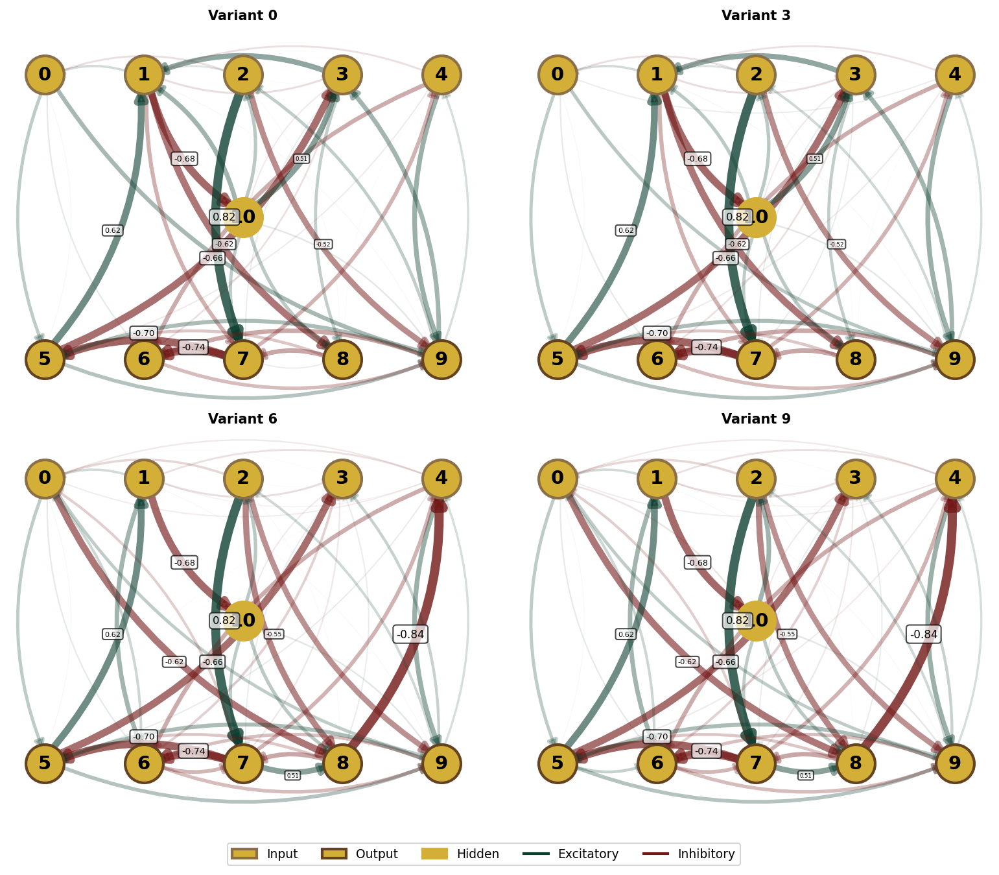 Variant 0
0 1 2 3 4
-0.68 0.51
0.82 10
0.62 -0.62 -0.52
-0.66
-0.70
-0.74
5 6 7 8 9
Variant 3
0 1 2 3 4
-0.68 0.51
0.82 10
0.62 -0.62 -0.52
-0.66
-0.70
-0.74
5 6 7 8 9
Variant 6
0 1 2 3 4
-0.68
0.82 10
0.62 -0.55 -0.84
-0.62 -0.66
-0.70
-0.74
5 6 7 8 9
0.51
Variant 9
0 1 2 3 4
-0.68
0.82 10
0.62 -0.55 -0.84
-0.62 -0.66
-0.70
-0.74
5 6 7 8 9
0.51
Input Output Hidden Excitatory Inhibitory